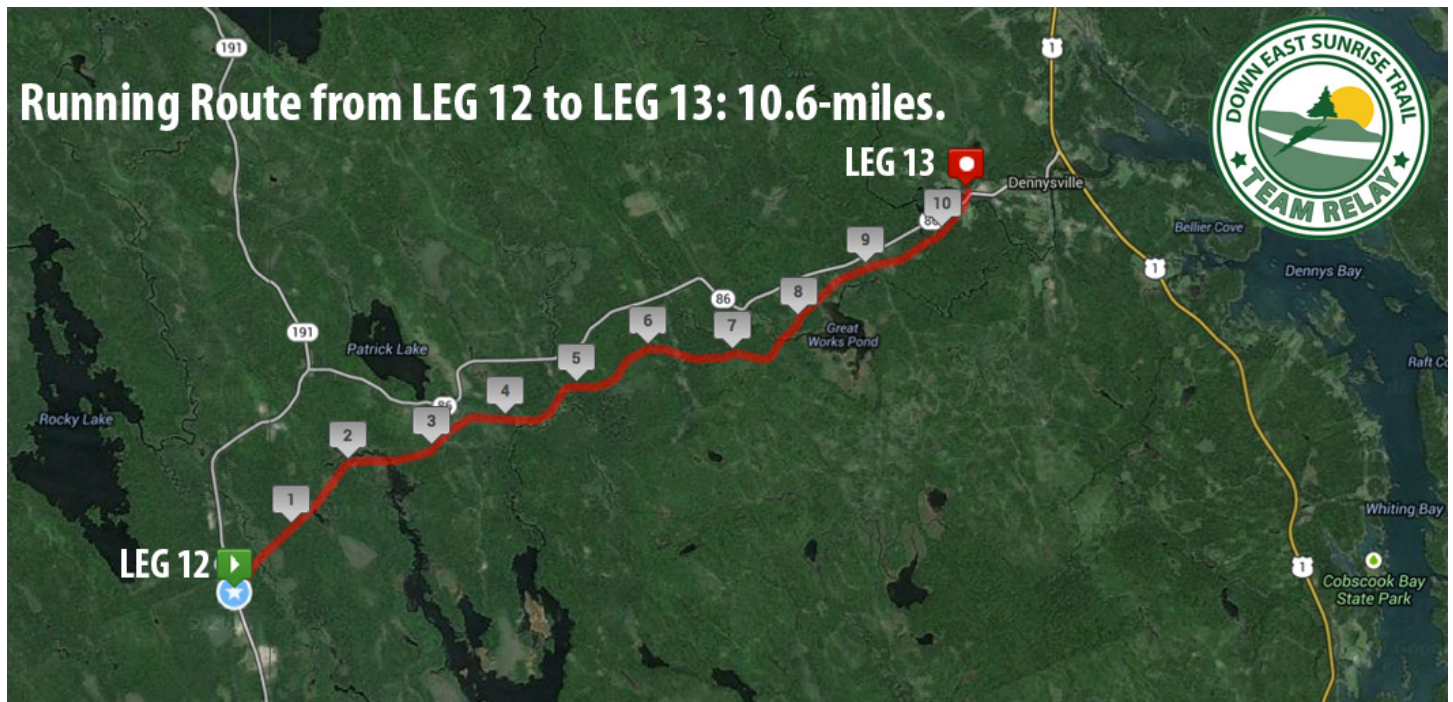 191
1
DOWN EAST SUNRISE TRAIL
TEAM RELAY
Running Route from LEG 12 to LEG 13: 10.6-miles.
LEG 13
Dennysville
10
86
9
Bellier Cove
1
Dennys Bay
8
86
7
6
Great
Works Pond
191
Patrick Lake
5
Raft Co
4
86
3
Rocky Lake
2
1
Whiting Bay
LEG 12
1
Cobscook Bay
State Park